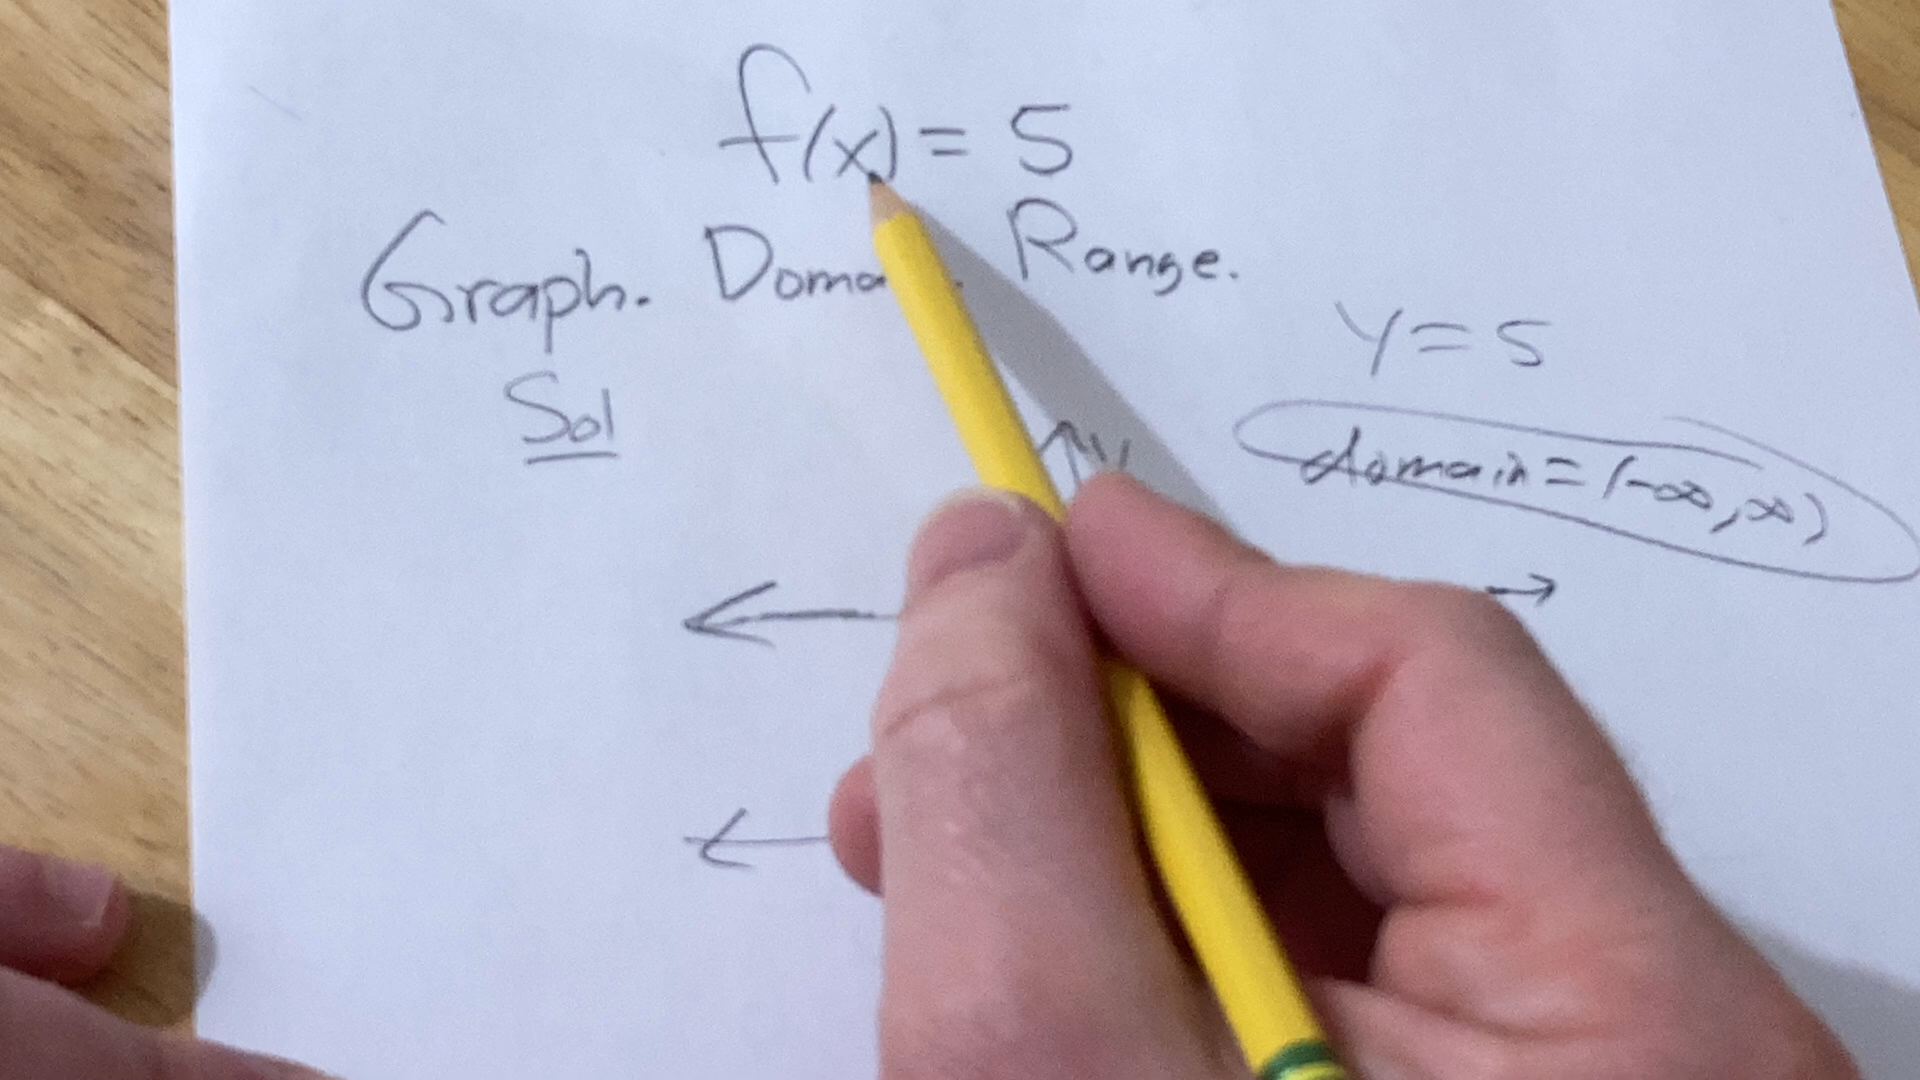 f(x) = 5
Graph. Range.
y = 5
Sol
domain = (-∞, ∞)
y